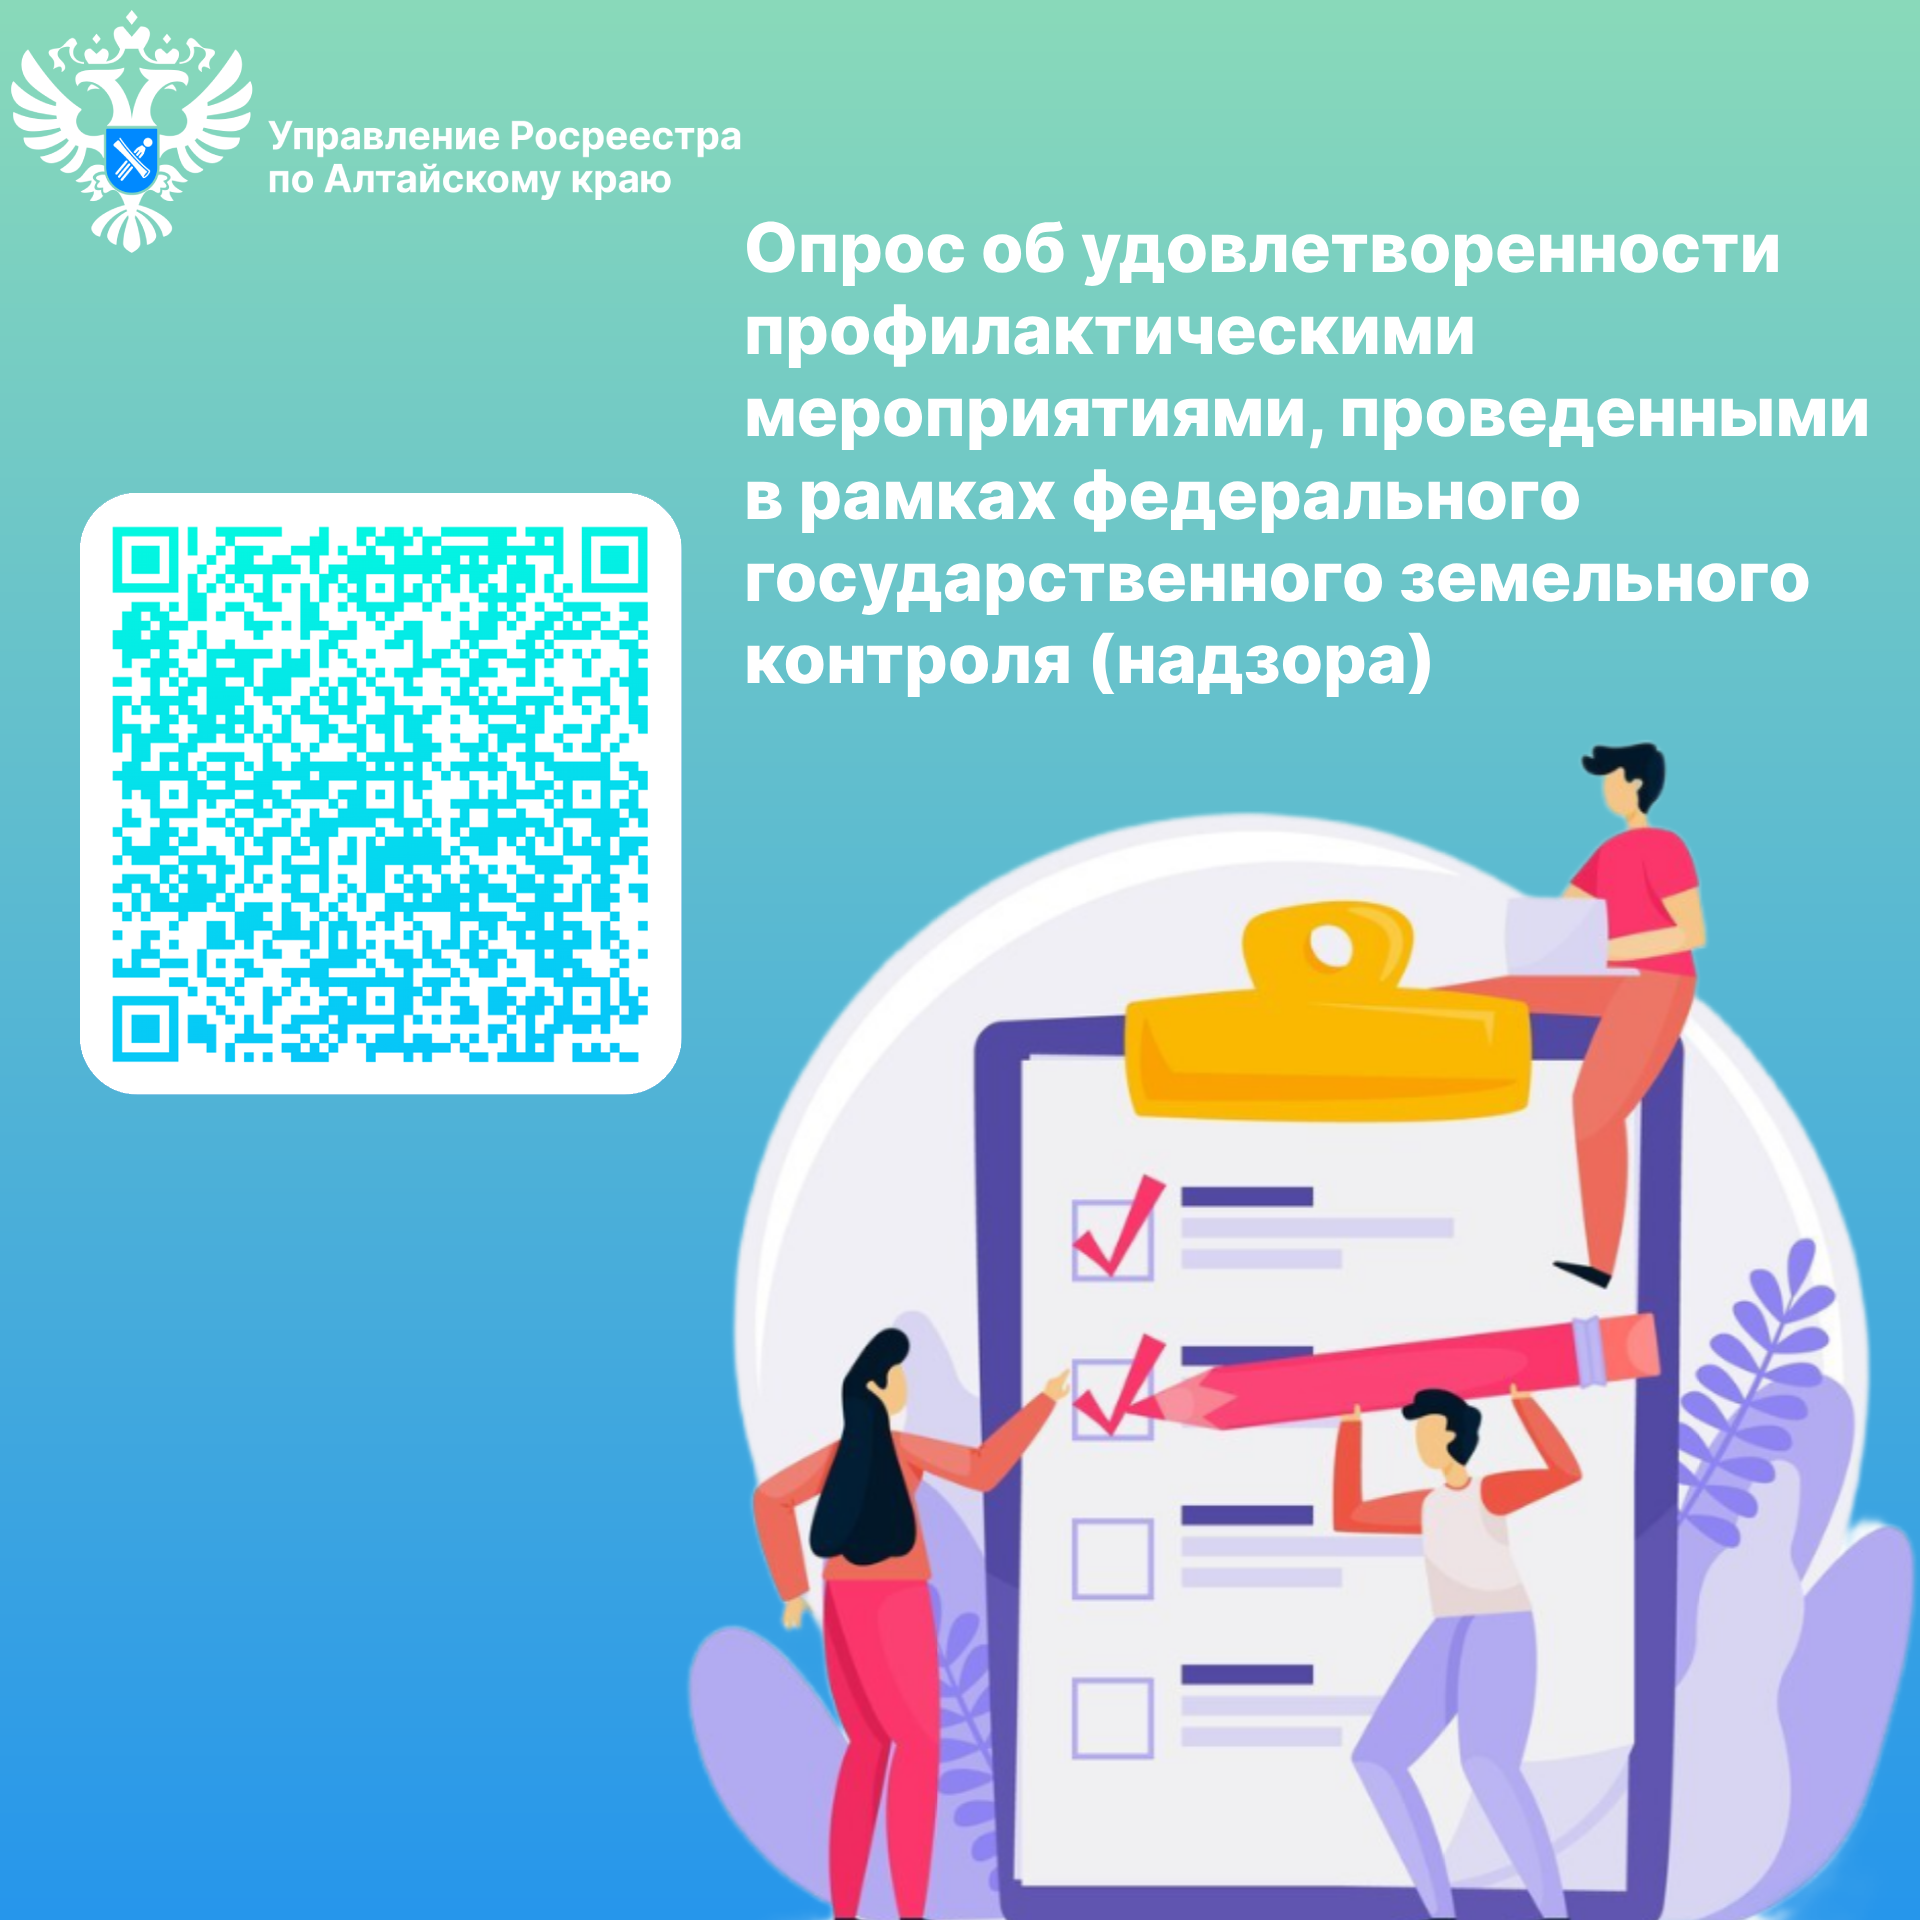 Управление Росреестра
по Алтайскому краю
Опрос об удовлетворенности
профилактическими
мероприятиями, проведенными
в рамках федерального
государственного земельного
контроля (надзора)